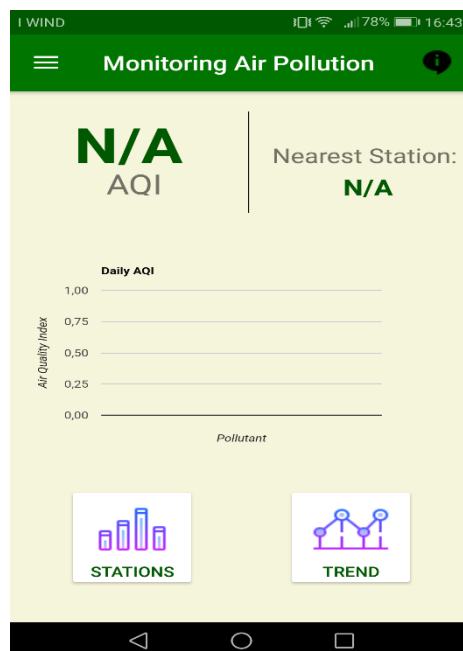 I WIND 78% 16:43
Monitoring Air Pollution
N/A
AQI
Nearest Station:
N/A
Daily AQI
1,00
0,75
0,50
0,25
0,00
Air Quality Index
Pollutant
STATIONS
TREND